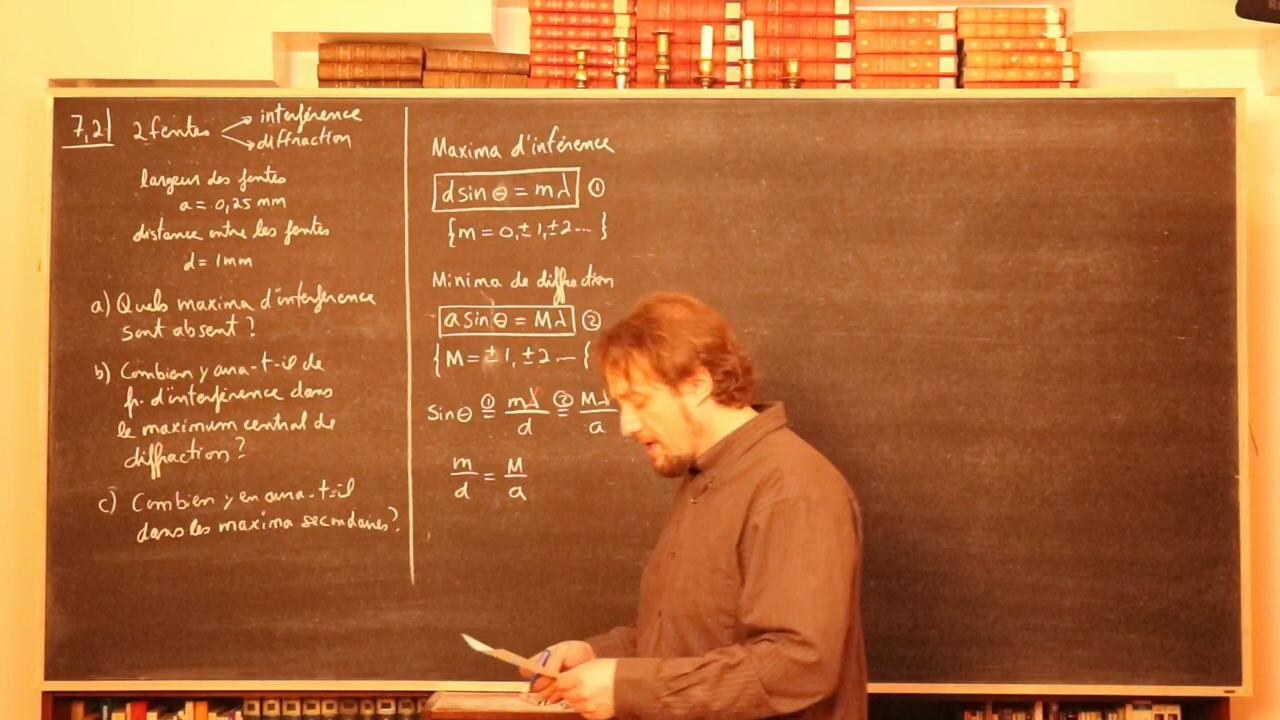 7,2 2 fentes → interférence
→ diffraction
largeur des fentes
a = 0,25 mm
distance entre les fentes
d = 1mm
a) Quels maxima d'interférence
sont absent ?
b) Combien y aura-t-il de
fr. d'interférence dans
le maximum central de
diffraction ?
c) Combien y en aura-t-il
dans les maxima secondaires ?
Maxima d'inférence
d sin θ = mλ ①
{m = 0, ±1, ±2 ... }
Minima de diffraction
a sin θ = Mλ ②
{M = ±1, ±2 ... {
Sin θ ①= mλ/d ②= Mλ/a
m/d = M/a